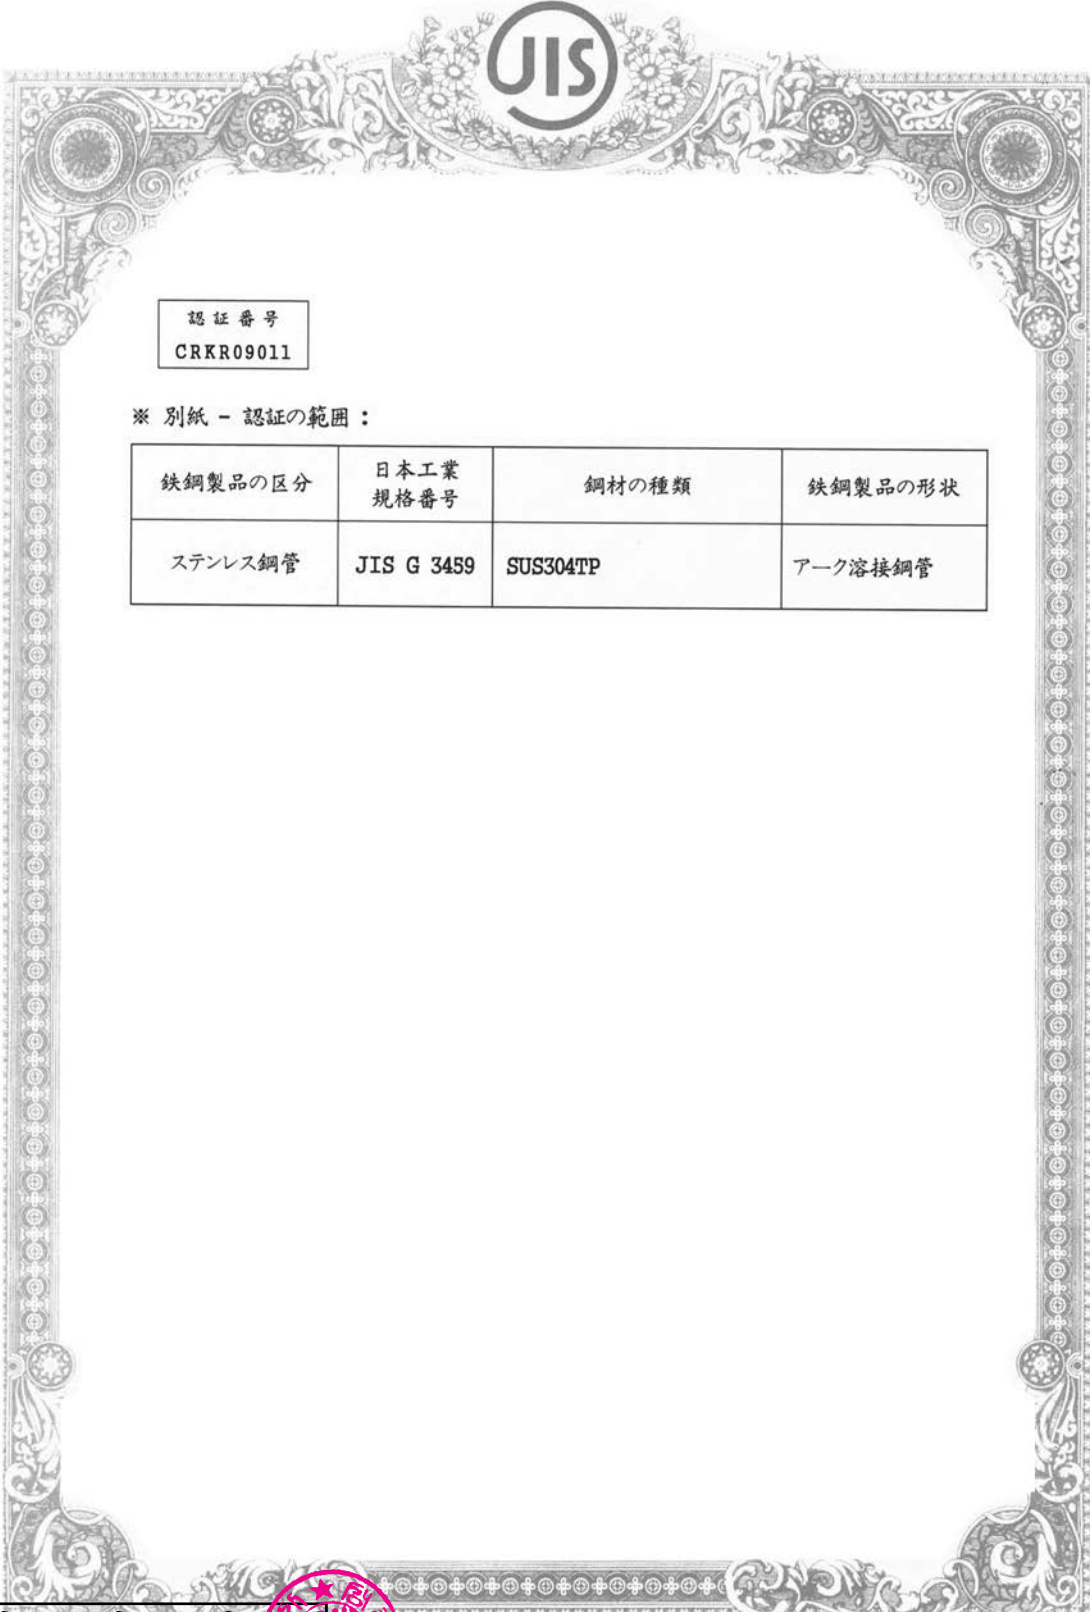 JIS
認証番号
CRKR09011
※ 別紙 - 認証の範囲 :
鉄鋼製品の区分
日本工業
規格番号
鋼材の種類
鉄鋼製品の形状
ステンレス鋼管
JIS G 3459
SUS304TP
アーク溶接鋼管